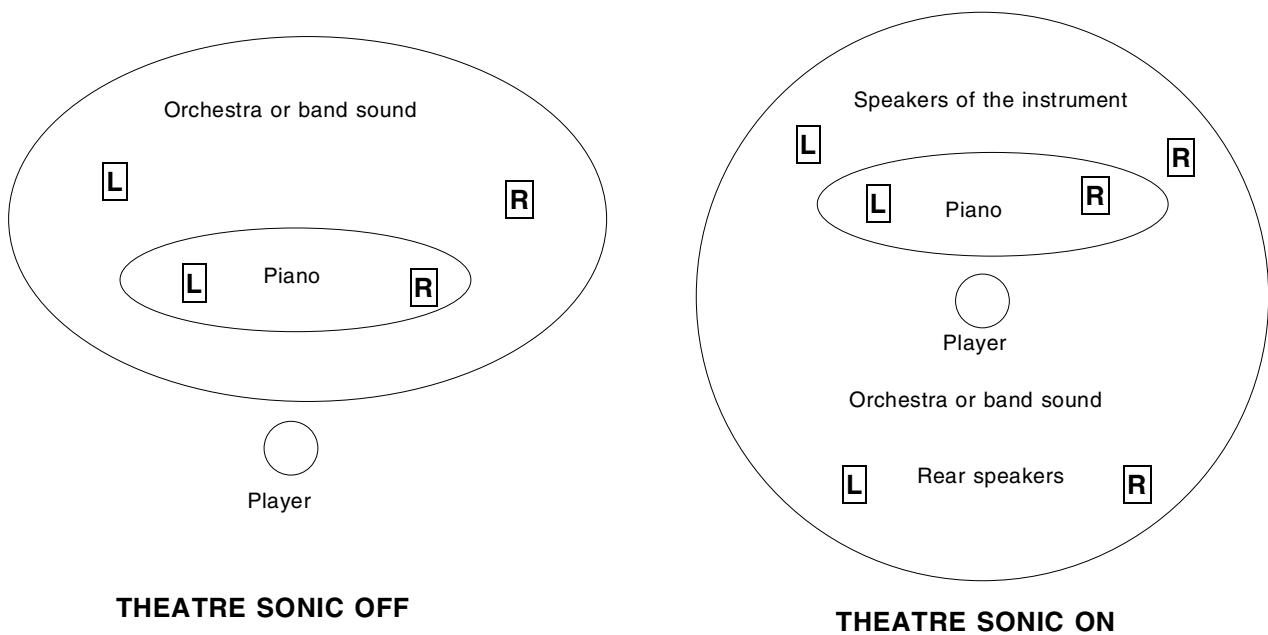 Orchestra or band sound
L
R
Piano
L
R
Player
THEATRE SONIC OFF
Speakers of the instrument
L
R
L
Piano
R
Player
Orchestra or band sound
L
Rear speakers
R
THEATRE SONIC ON